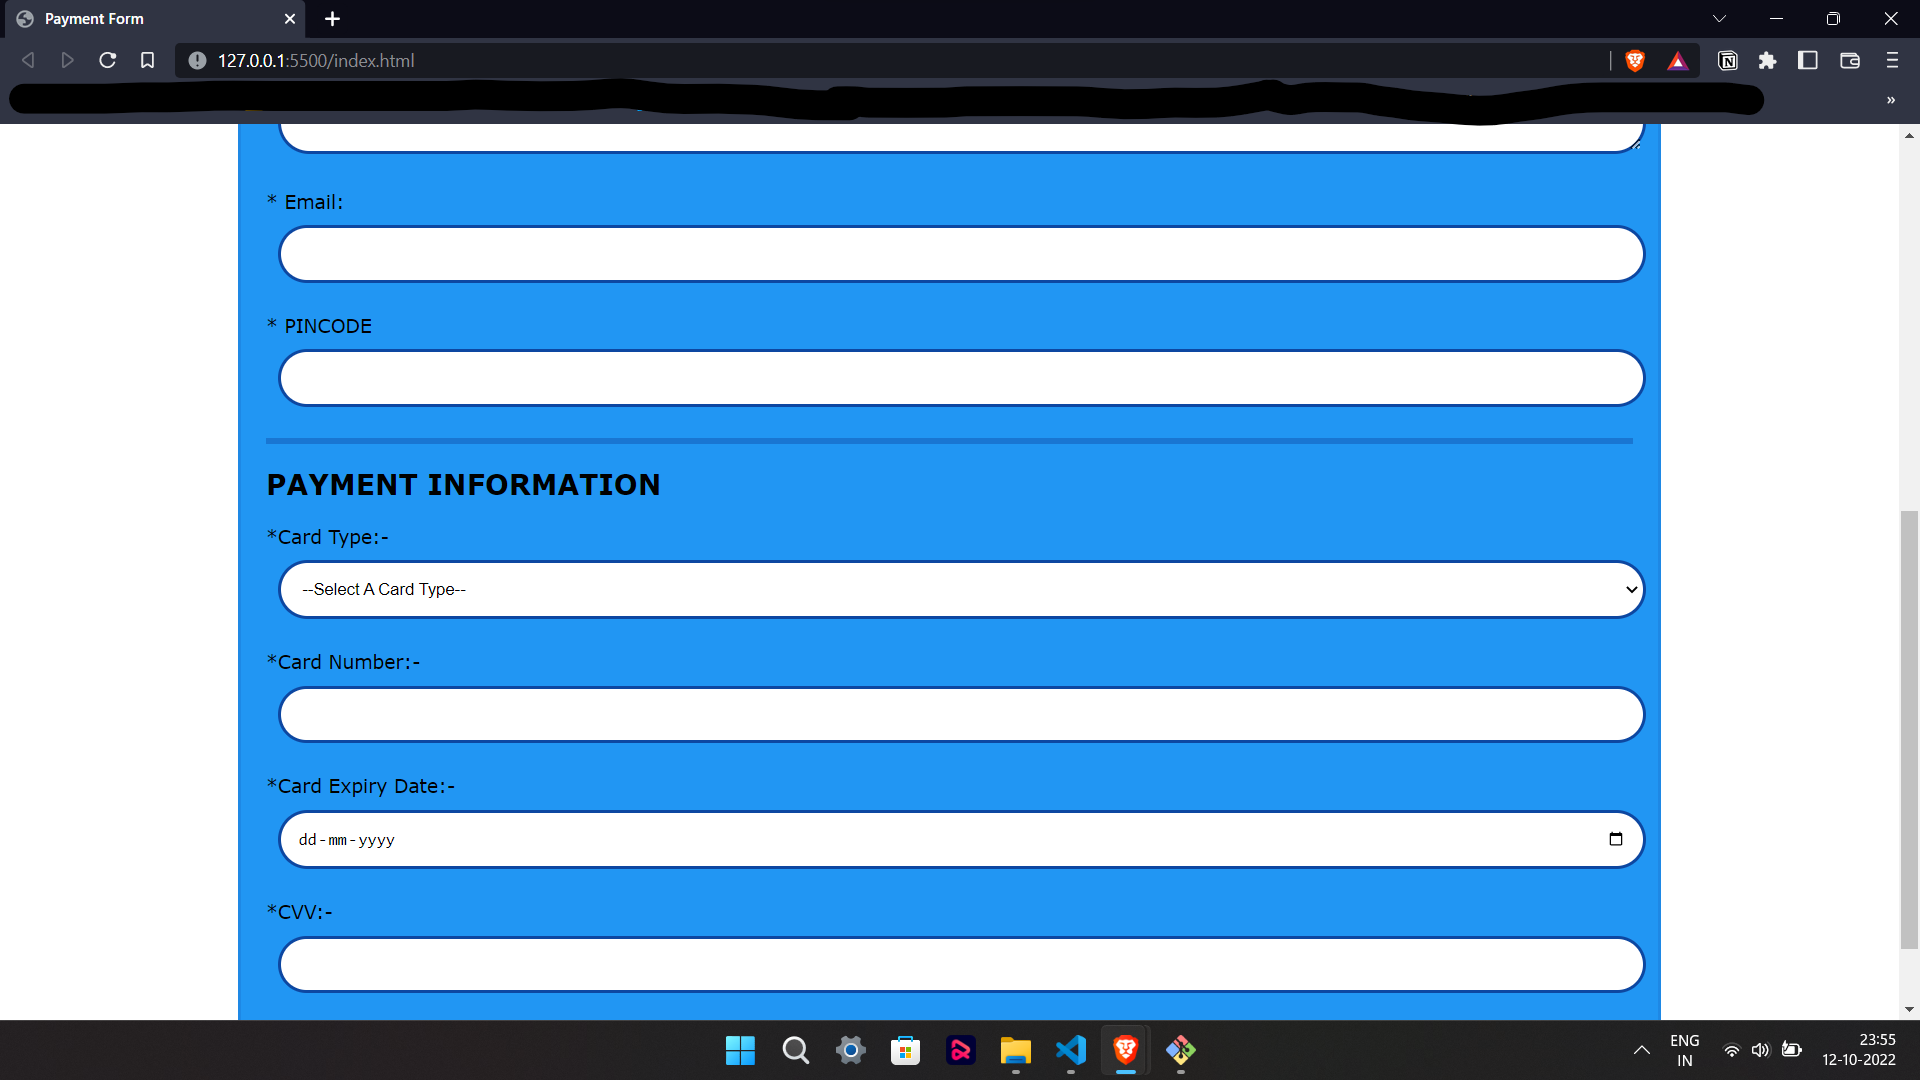 Payment Form
127.0.0.1:5500/index.html
* Email:
* PINCODE
PAYMENT INFORMATION
*Card Type:-
--Select A Card Type--
*Card Number:-
*Card Expiry Date:-
dd-mm-yyyy
*CVV:-
ENG
IN
23:55
12-10-2022